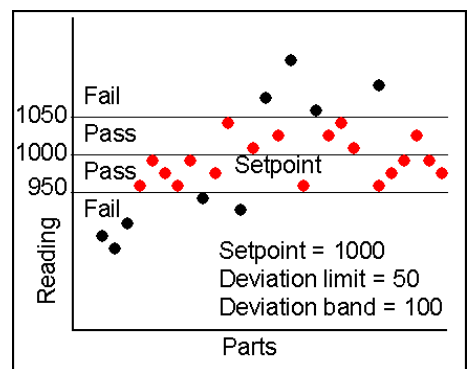 Fail
1050
Pass
1000
Pass
Setpoint
950
Fail
Reading
Setpoint = 1000
Deviation limit = 50
Deviation band = 100
Parts